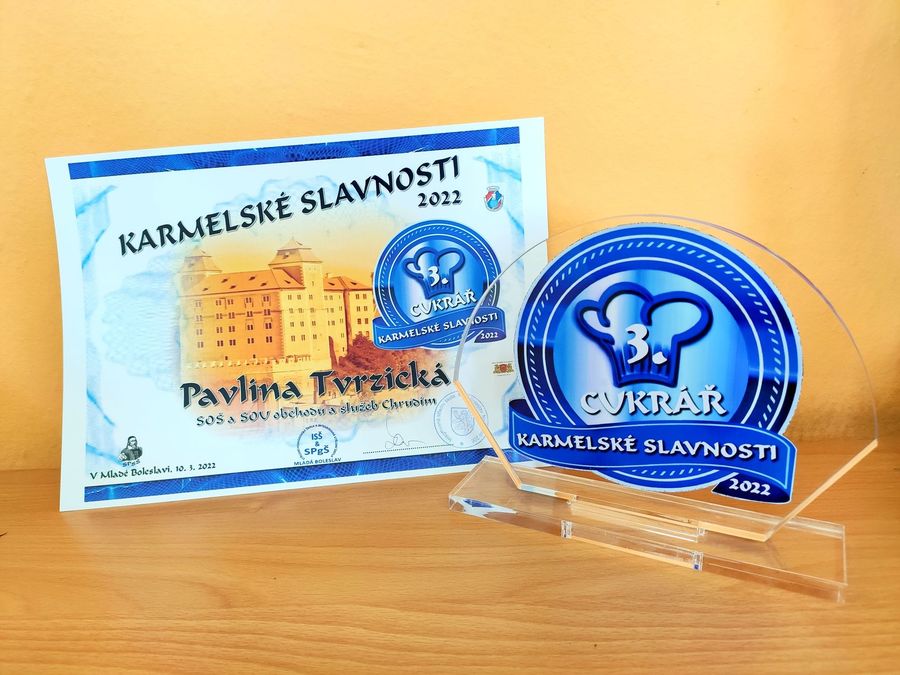 KARMELSKÉ SLAVNOSTI
2022
3.
CUKRÁŘ
KARMELSKÉ SLAVNOSTI
2022
Pavlína Tvrzická
SOŠ a SOU obchodu a služeb Chrudim
SPgŠ
V Mladé Boleslavi, 10. 3. 2022
ISŠ
&
SPgŠ
MLADÁ BOLESLAV
3.
CUKRÁŘ
KARMELSKÉ SLAVNOSTI
2022